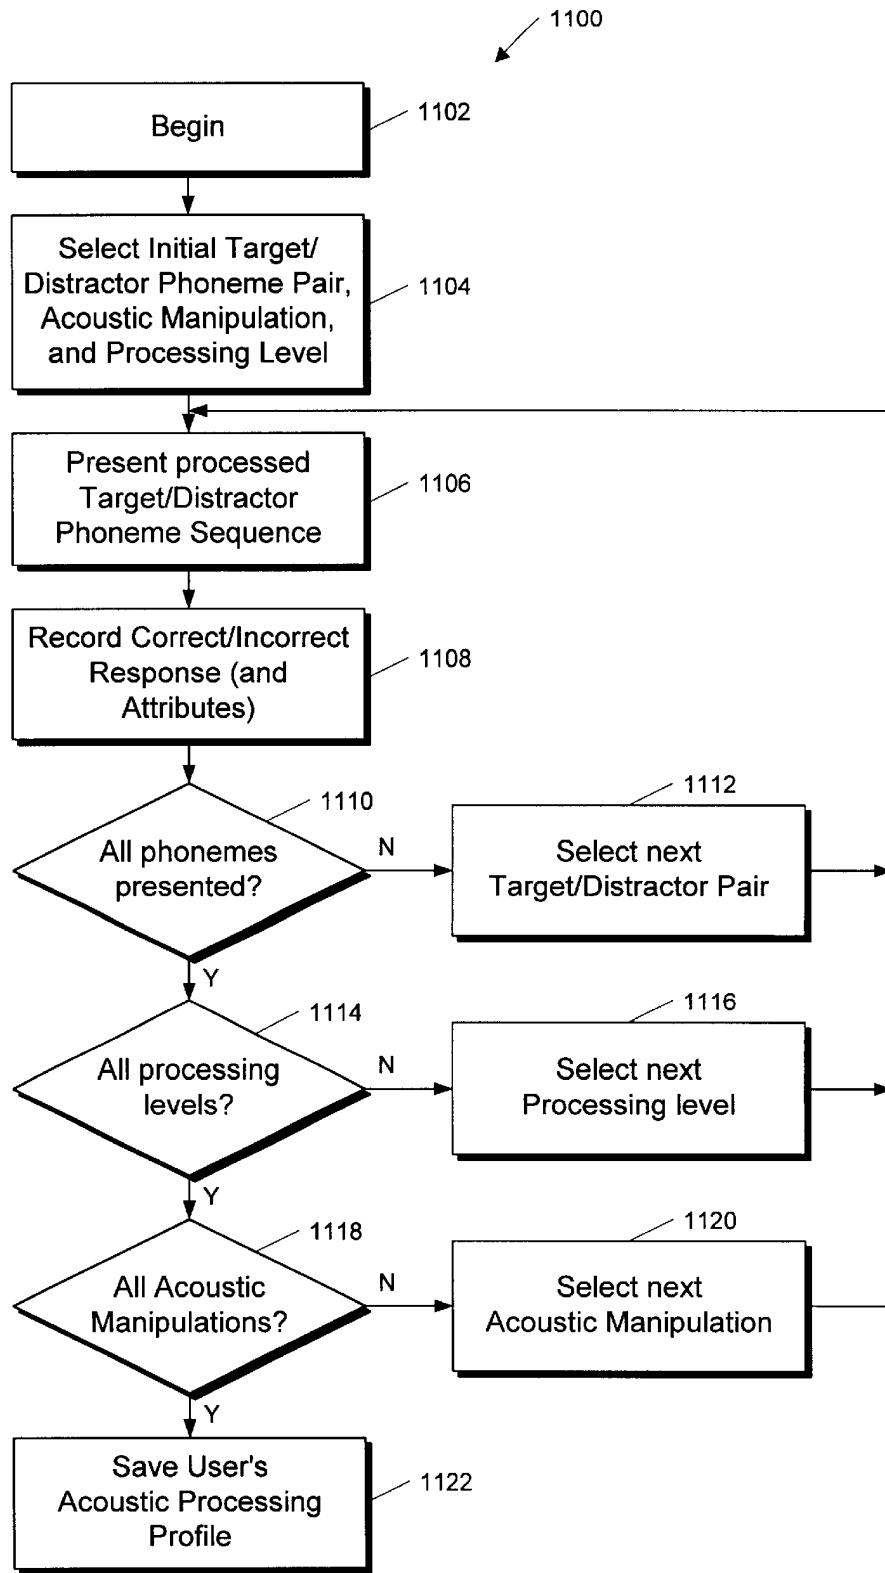 1100
Begin
1102
Select Initial Target/
Distractor Phoneme Pair,
Acoustic Manipulation,
and Processing Level
1104
Present processed
Target/Distractor
Phoneme Sequence
1106
Record Correct/Incorrect
Response (and
Attributes)
1108
All phonemes
presented?
1110
N
Y
Select next
Target/Distractor Pair
1112
All processing
levels?
1114
N
Y
Select next
Processing level
1116
All Acoustic
Manipulations?
1118
N
Y
Select next
Acoustic Manipulation
1120
Save User's
Acoustic Processing
Profile
1122